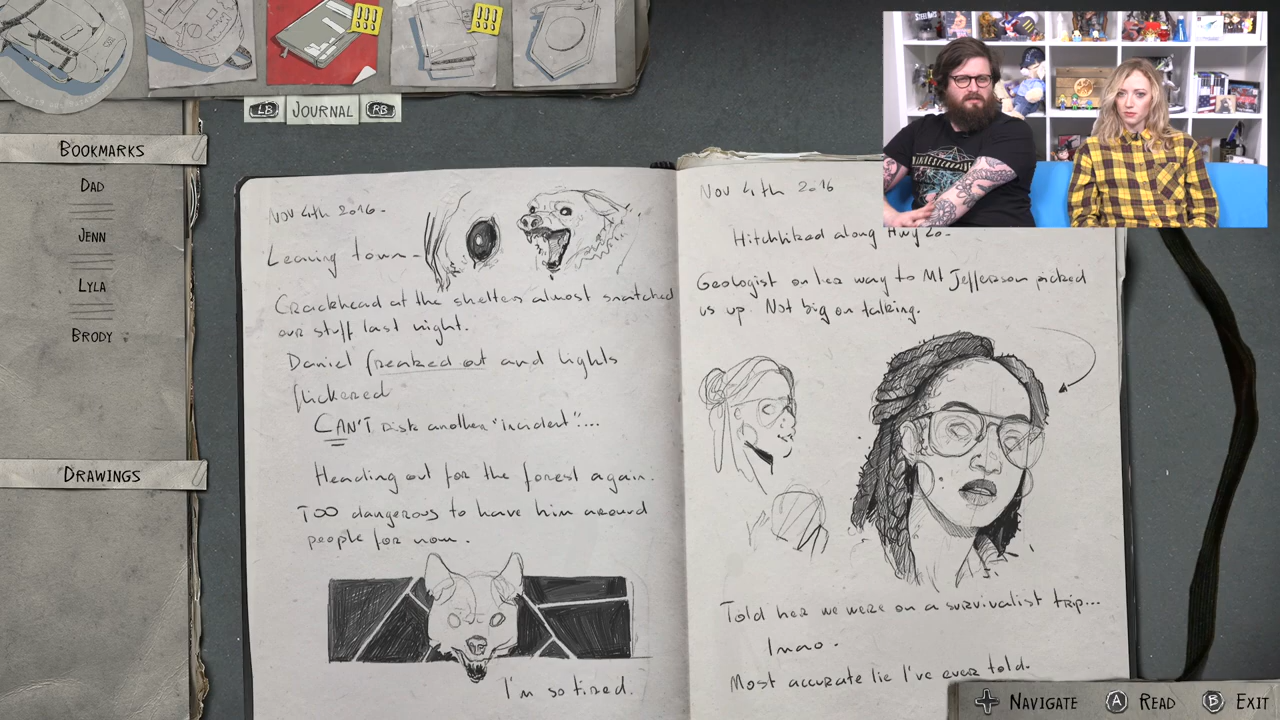 LB JOURNAL RB
BOOKMARKS
DAD
JENN
LYLA
BRODY
DRAWINGS
Nov 4th 2016-
Leaving town-
Crackhead at the shelter almost snatched
our stuff last night.
Daniel freaked out and lights
flickered
CAN'T risk another "incident"...
Heading out for the forest again.
TOO dangerous to have him around
people for now.
I'm so tired.
Nov 4th 2016
Hitchhiked along Hwy 20-
Geologist on her way to Mt Jefferson picked
us up. Not big on talking.
Told her we were on a survivalist trip...
lmao.
Most accurate lie I've ever told.
NAVIGATE A READ B EXIT